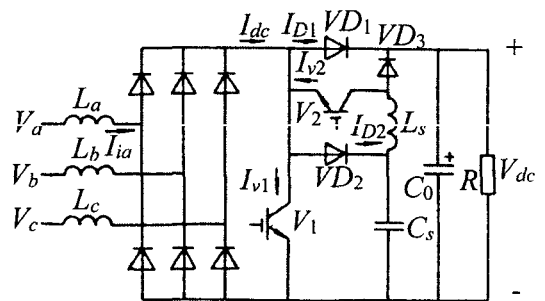 I_dc I_D1 VD_1 VD_3 +
I_v2
L_a V_2 L_s
V_a I_ia I_D2
L_b
V_b I_v1 VD_2 C_0 + R V_dc
L_c
V_c V_1 C_s
-